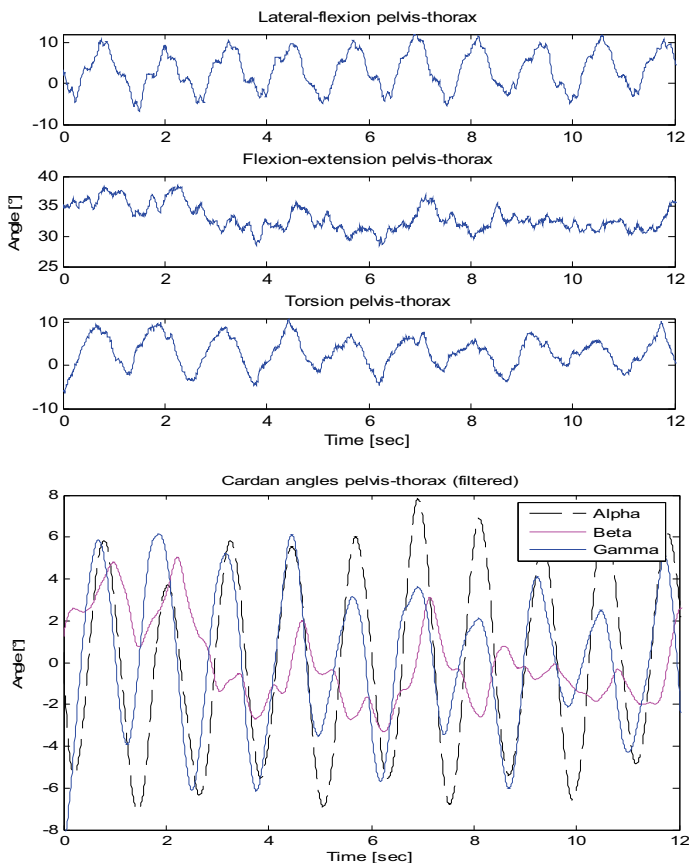 Lateral-flexion pelvis-thorax
10
0
-10
0 2 4 6 8 10 12
Flexion-extension pelvis-thorax
40
35
30
25
Angle[°]
0 2 4 6 8 10 12
Torsion pelvis-thorax
10
0
-10
0 2 4 6 8 10 12
Time [sec]
Cardan angles pelvis-thorax (filtered)
8
6
4
2
0
-2
-4
-6
-8
Angle[°]
Alpha
Beta
Gamma
0 2 4 6 8 10 12
Time [sec]